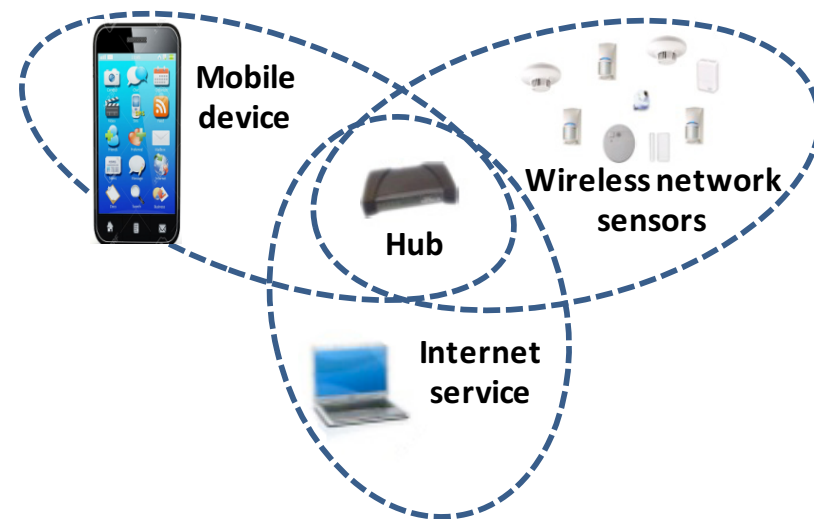 Mobile
device
Wireless network
sensors
Hub
Internet
service